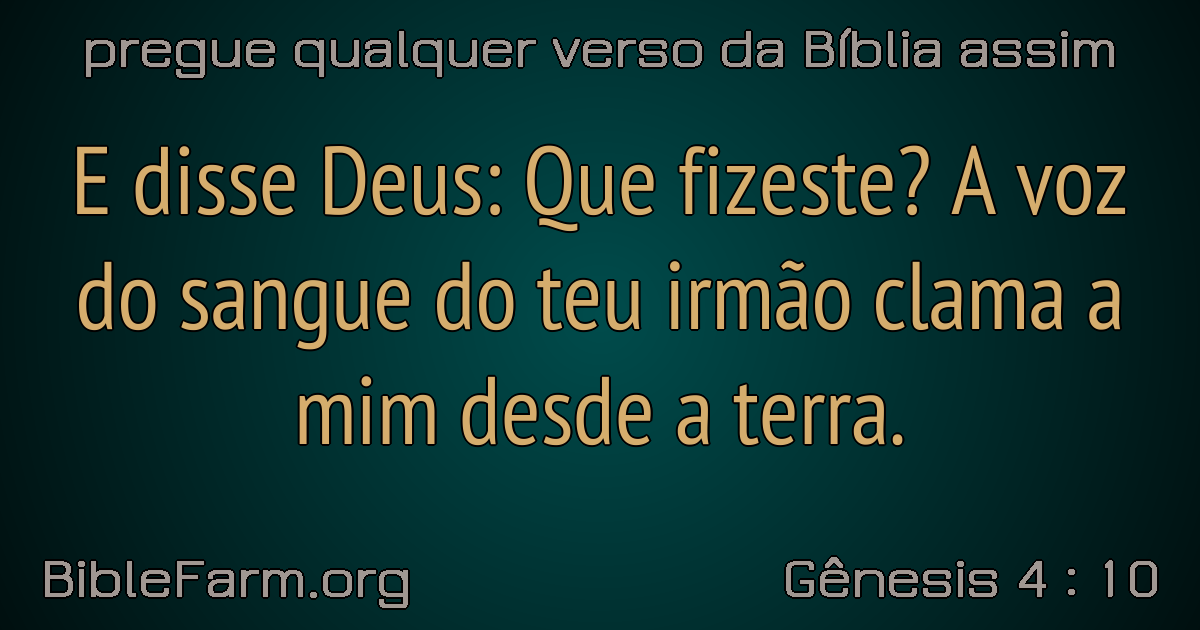 pregue qualquer verso da Bíblia assim
E disse Deus: Que fizeste? A voz
do sangue do teu irmão clama a
mim desde a terra.
BibleFarm.org
Gênesis 4 : 10